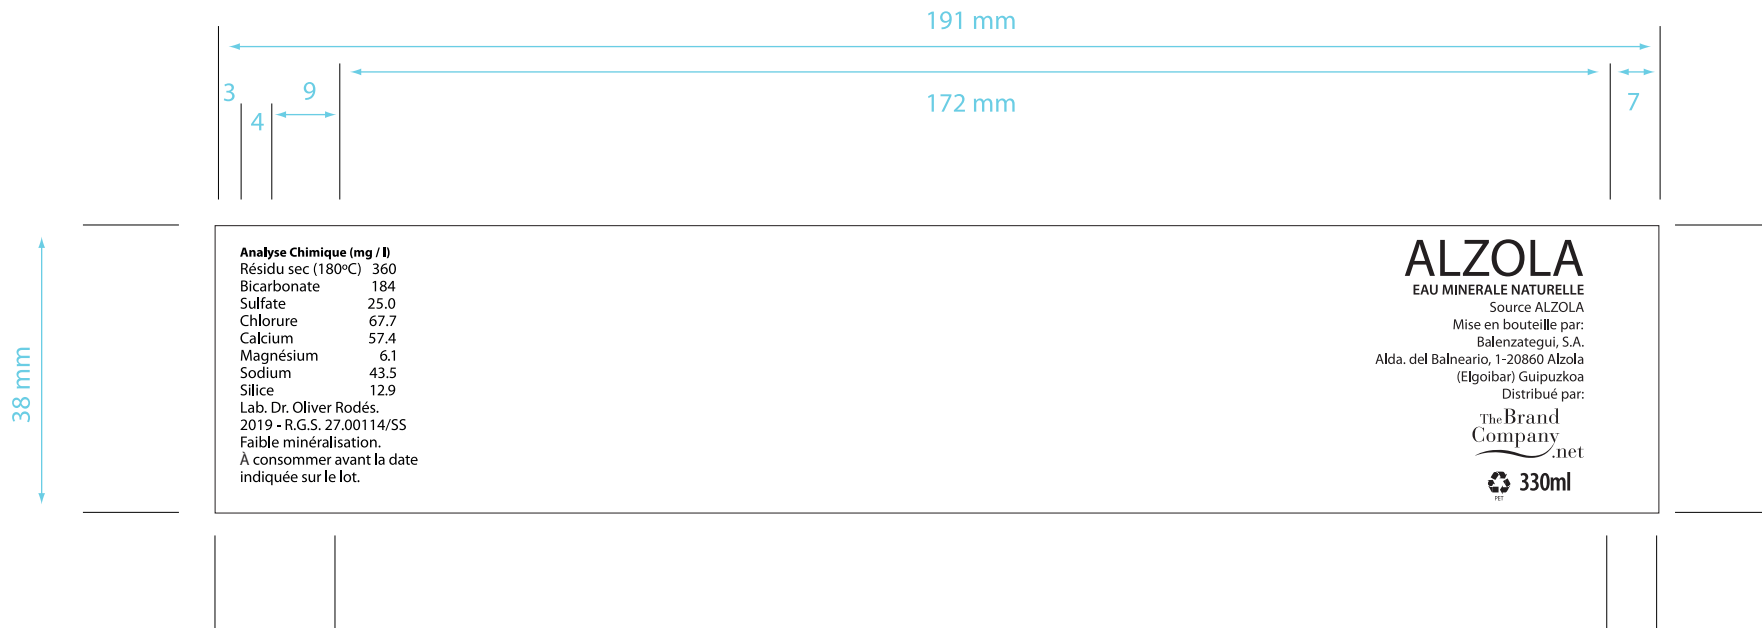 191 mm
3
4
9
172 mm
7
38 mm
Analyse Chimique (mg / l)
Résidu sec (180ºC) 360
Bicarbonate 184
Sulfate 25.0
Chlorure 67.7
Calcium 57.4
Magnésium 6.1
Sodium 43.5
Silice 12.9
Lab. Dr. Oliver Rodés.
2019 - R.G.S. 27.00114/SS
Faible minéralisation.
À consommer avant la date
indiquée sur le lot.
ALZOLA
EAU MINERALE NATURELLE
Source ALZOLA
Mise en bouteille par:
Balenzategui, S.A.
Alda. del Balneario, 1-20860 Alzola
(Elgoibar) Guipuzkoa
Distribué par:
The Brand
Company
.net
PET
330ml